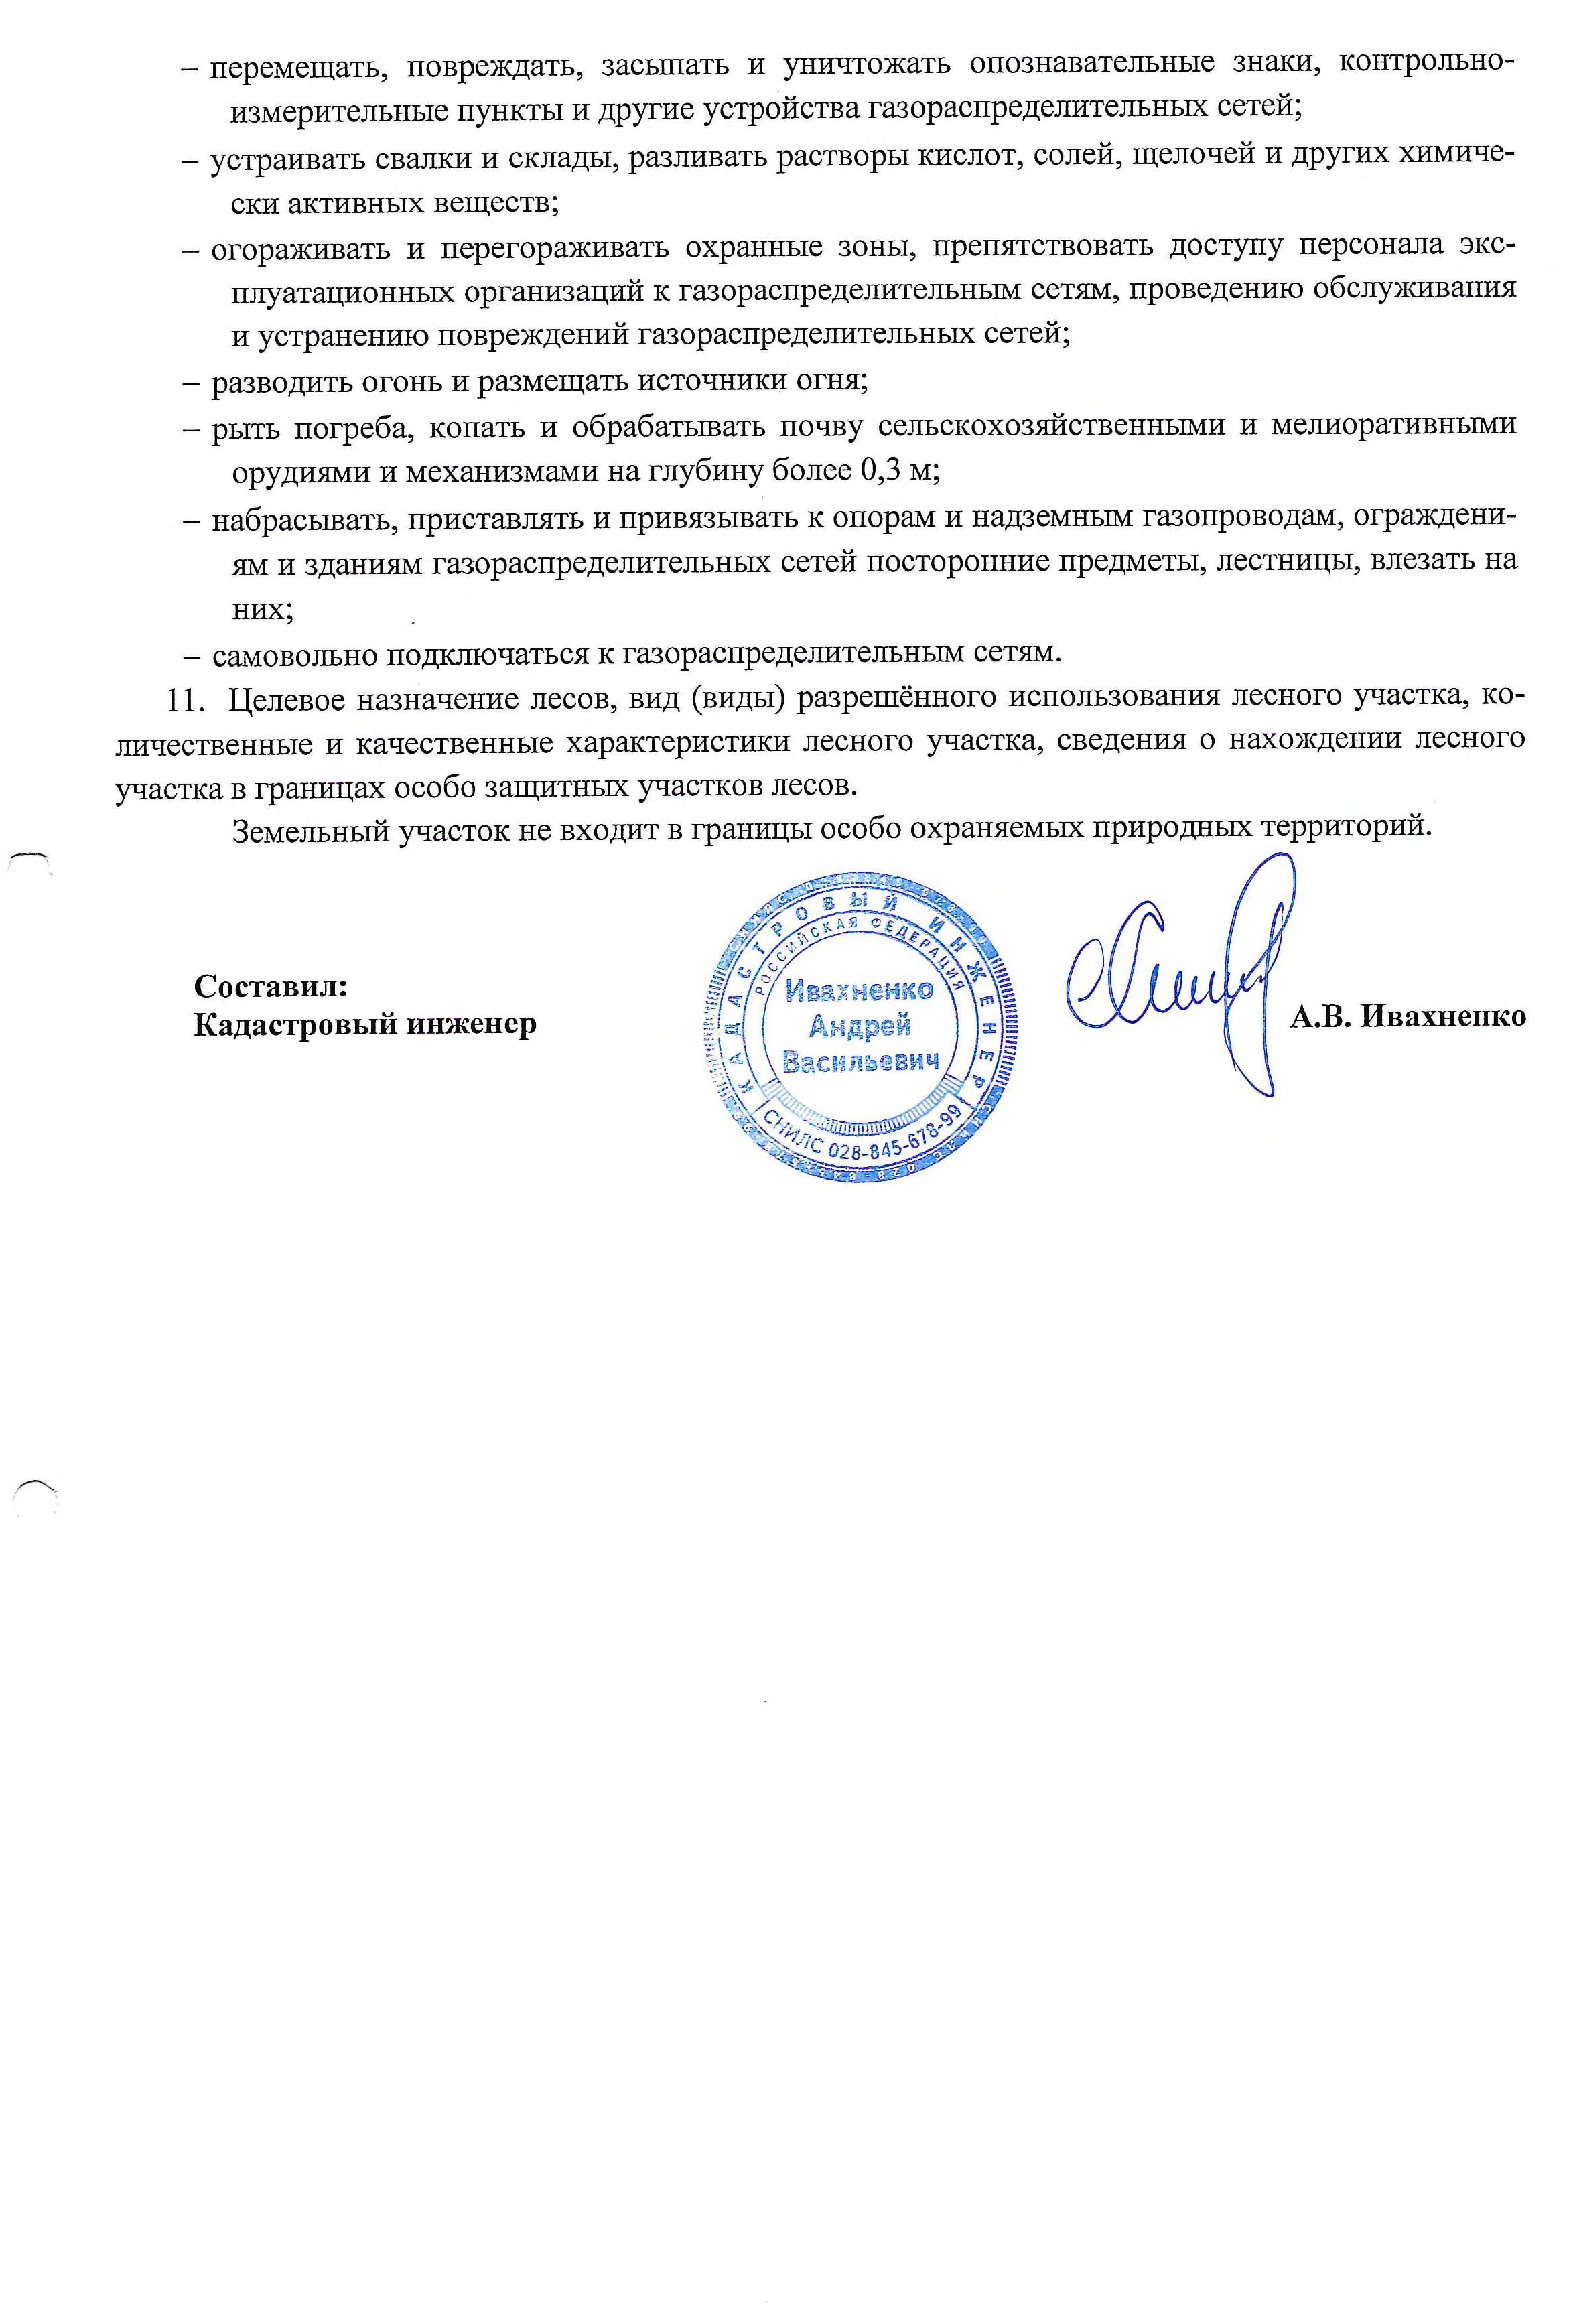 – перемещать, повреждать, засыпать и уничтожать опознавательные знаки, контрольно-
измерительные пункты и другие устройства газораспределительных сетей;
– устраивать свалки и склады, разливать растворы кислот, солей, щелочей и других химиче-
ски активных веществ;
– огораживать и перегораживать охранные зоны, препятствовать доступу персонала экс-
плуатационных организаций к газораспределительным сетям, проведению обслуживания
и устранению повреждений газораспределительных сетей;
– разводить огонь и размещать источники огня;
– рыть погреба, копать и обрабатывать почву сельскохозяйственными и мелиоративными
орудиями и механизмами на глубину более 0,3 м;
– набрасывать, приставлять и привязывать к опорам и надземным газопроводам, ограждени-
ям и зданиям газораспределительных сетей посторонние предметы, лестницы, влезать на
них;
– самовольно подключаться к газораспределительным сетям.
11. Целевое назначение лесов, вид (виды) разрешённого использования лесного участка, ко-
личественные и качественные характеристики лесного участка, сведения о нахождении лесного
участка в границах особо защитных участков лесов.
Земельный участок не входит в границы особо охраняемых природных территорий.
Составил:
Кадастровый инженер
КАДАСТРОВЫЙ ИНЖЕНЕР
РОССИЙСКАЯ ФЕДЕРАЦИЯ
Ивахненко
Андрей
Васильевич
СНИЛС 028-845-678-99
А.В. Ивахненко